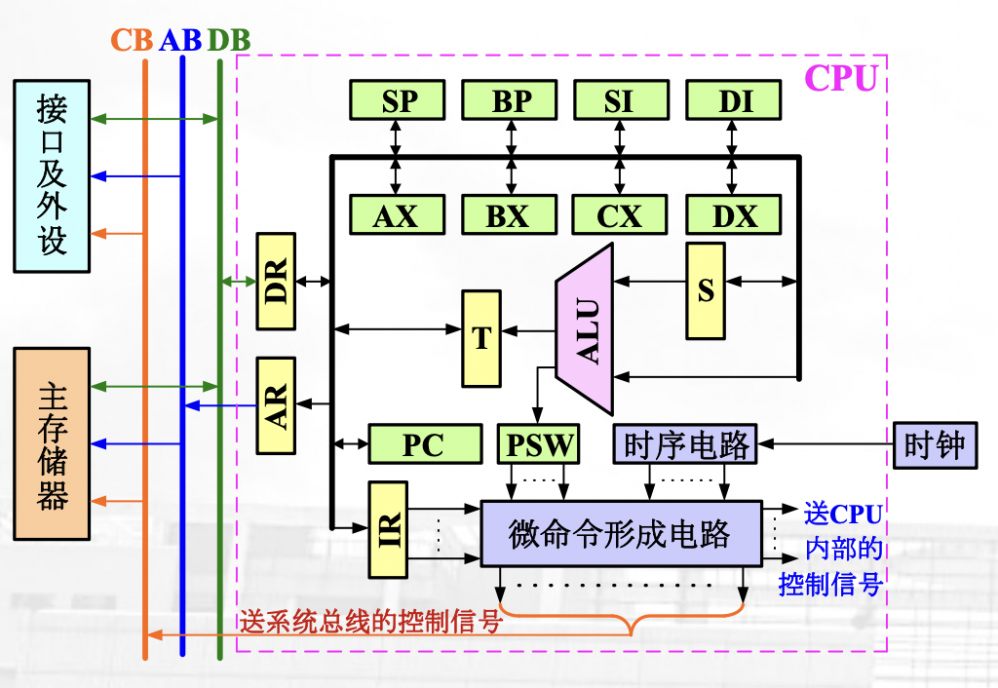 CB AB DB
CPU
接口及外设
SP
BP
SI
DI
AX
BX
CX
DX
DR
S
T
ALU
AR
主存储器
PC
PSW
时序电路
时钟
IR
微命令形成电路
送CPU
内部的
控制信号
送系统总线的控制信号